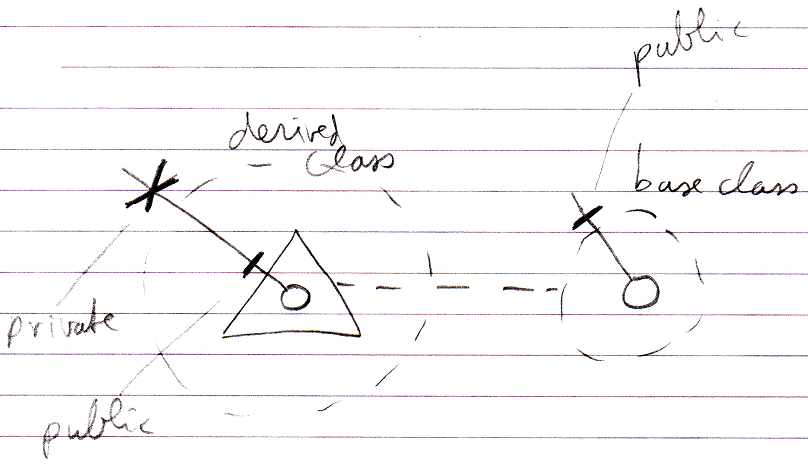 public
derived
class
base class
private
public